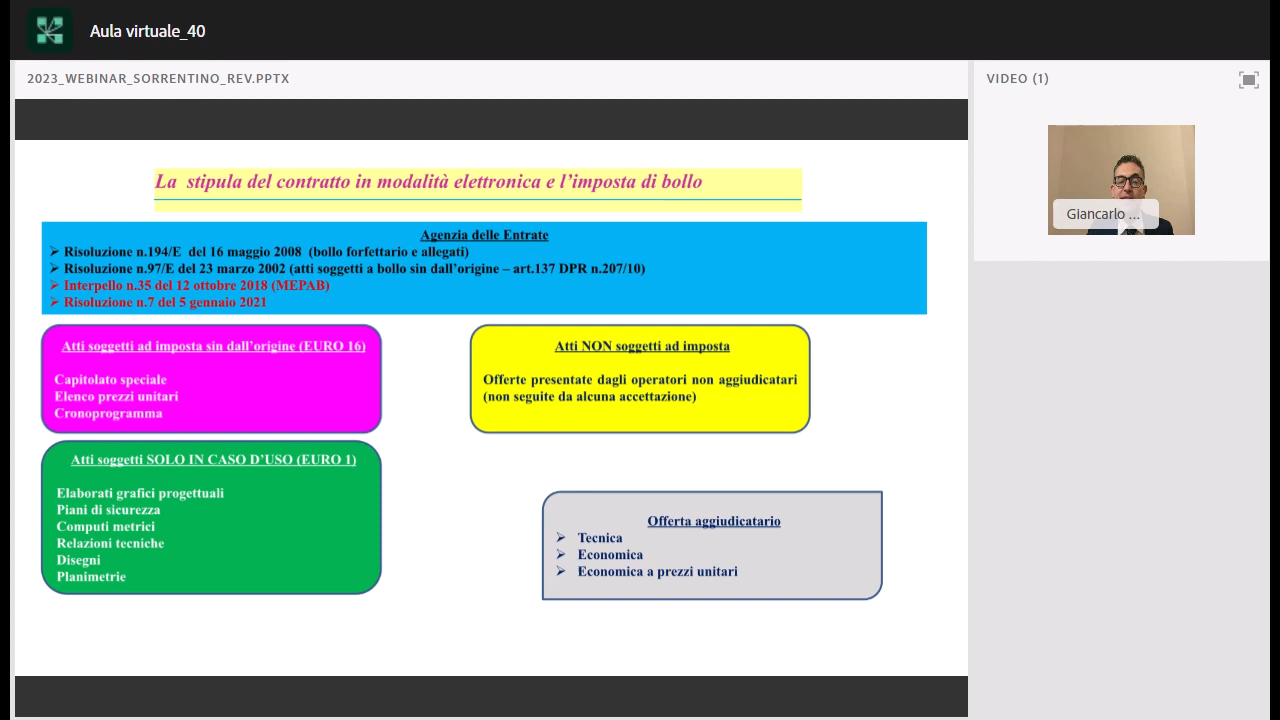 Aula virtuale_40
2023_WEBINAR_SORRENTINO_REV.PPTX
VIDEO (1)
Giancarlo ...
La stipula del contratto in modalità elettronica e l’imposta di bollo
Agenzia delle Entrate
➢ Risoluzione n.194/E del 16 maggio 2008 (bollo forfettario e allegati)
➢ Risoluzione n.97/E del 23 marzo 2002 (atti soggetti a bollo sin dall’origine – art.137 DPR n.207/10)
➢ Interpello n.35 del 12 ottobre 2018 (MEPAB)
➢ Risoluzione n.7 del 5 gennaio 2021
Atti soggetti ad imposta sin dall’origine (EURO 16)
Capitolato speciale
Elenco prezzi unitari
Cronoprogramma
Atti NON soggetti ad imposta
Offerte presentate dagli operatori non aggiudicatari
(non seguite da alcuna accettazione)
Atti soggetti SOLO IN CASO D’USO (EURO 1)
Elaborati grafici progettuali
Piani di sicurezza
Computi metrici
Relazioni tecniche
Disegni
Planimetrie
Offerta aggiudicatario
➢ Tecnica
➢ Economica
➢ Economica a prezzi unitari